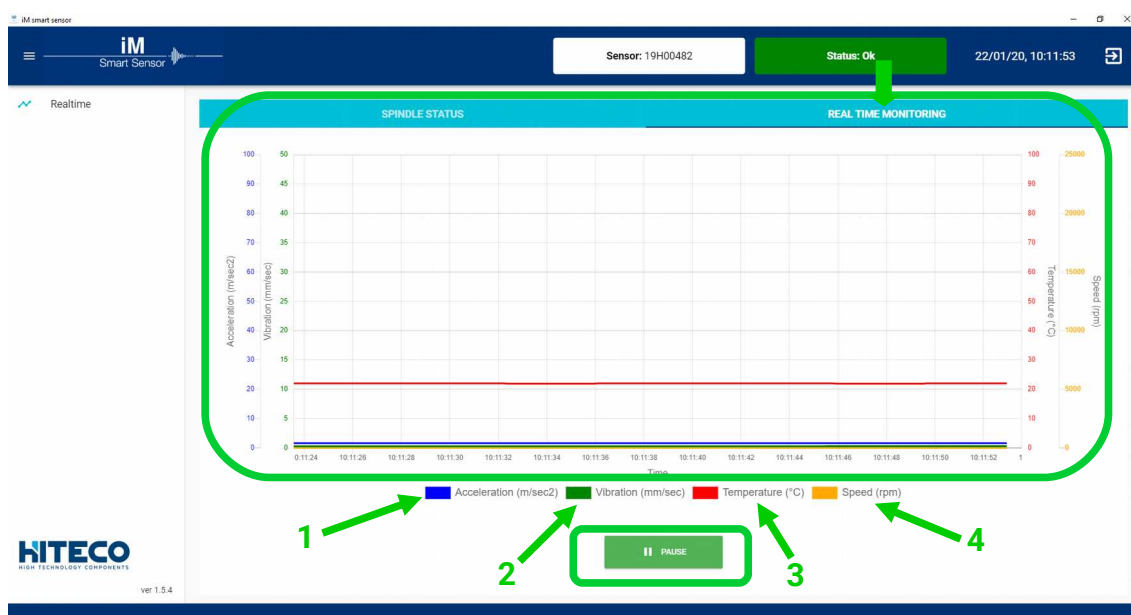 iM smart sensor
iM
Smart Sensor
Sensor: 19H00482
Status: Ok
22/01/20, 10:11:53
Realtime
SPINDLE STATUS
REAL TIME MONITORING
100 50 100 25000
90 45 90
80 40 80 20000
70 35 70
60 30 60 15000
50 25 50
40 20 40 10000
30 15 30
20 10 20 5000
10 5 10
0 0 0 0
Acceleration (m/sec2)
Vibration (mm/sec)
Temperature (°C)
Speed (rpm)
0:11:24 10:11:26 10:11:28 10:11:30 10:11:32 10:11:34 10:11:36 10:11:38 10:11:40 10:11:42 10:11:44 10:11:46 10:11:48 10:11:50 10:11:52 1
Time
Acceleration (m/sec2) Vibration (mm/sec) Temperature (°C) Speed (rpm)
1
2
3
4
PAUSE
HITECO
HIGH TECHNOLOGY COMPONENTS
ver 1.5.4